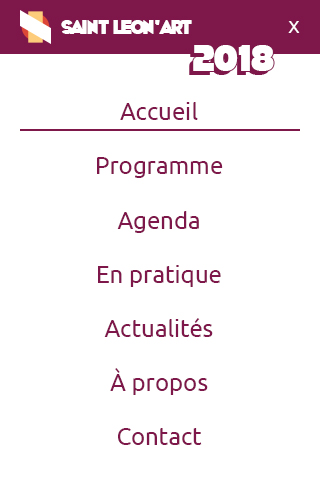 SAINT LEON'ART
x
2018
Accueil
Programme
Agenda
En pratique
Actualités
À propos
Contact